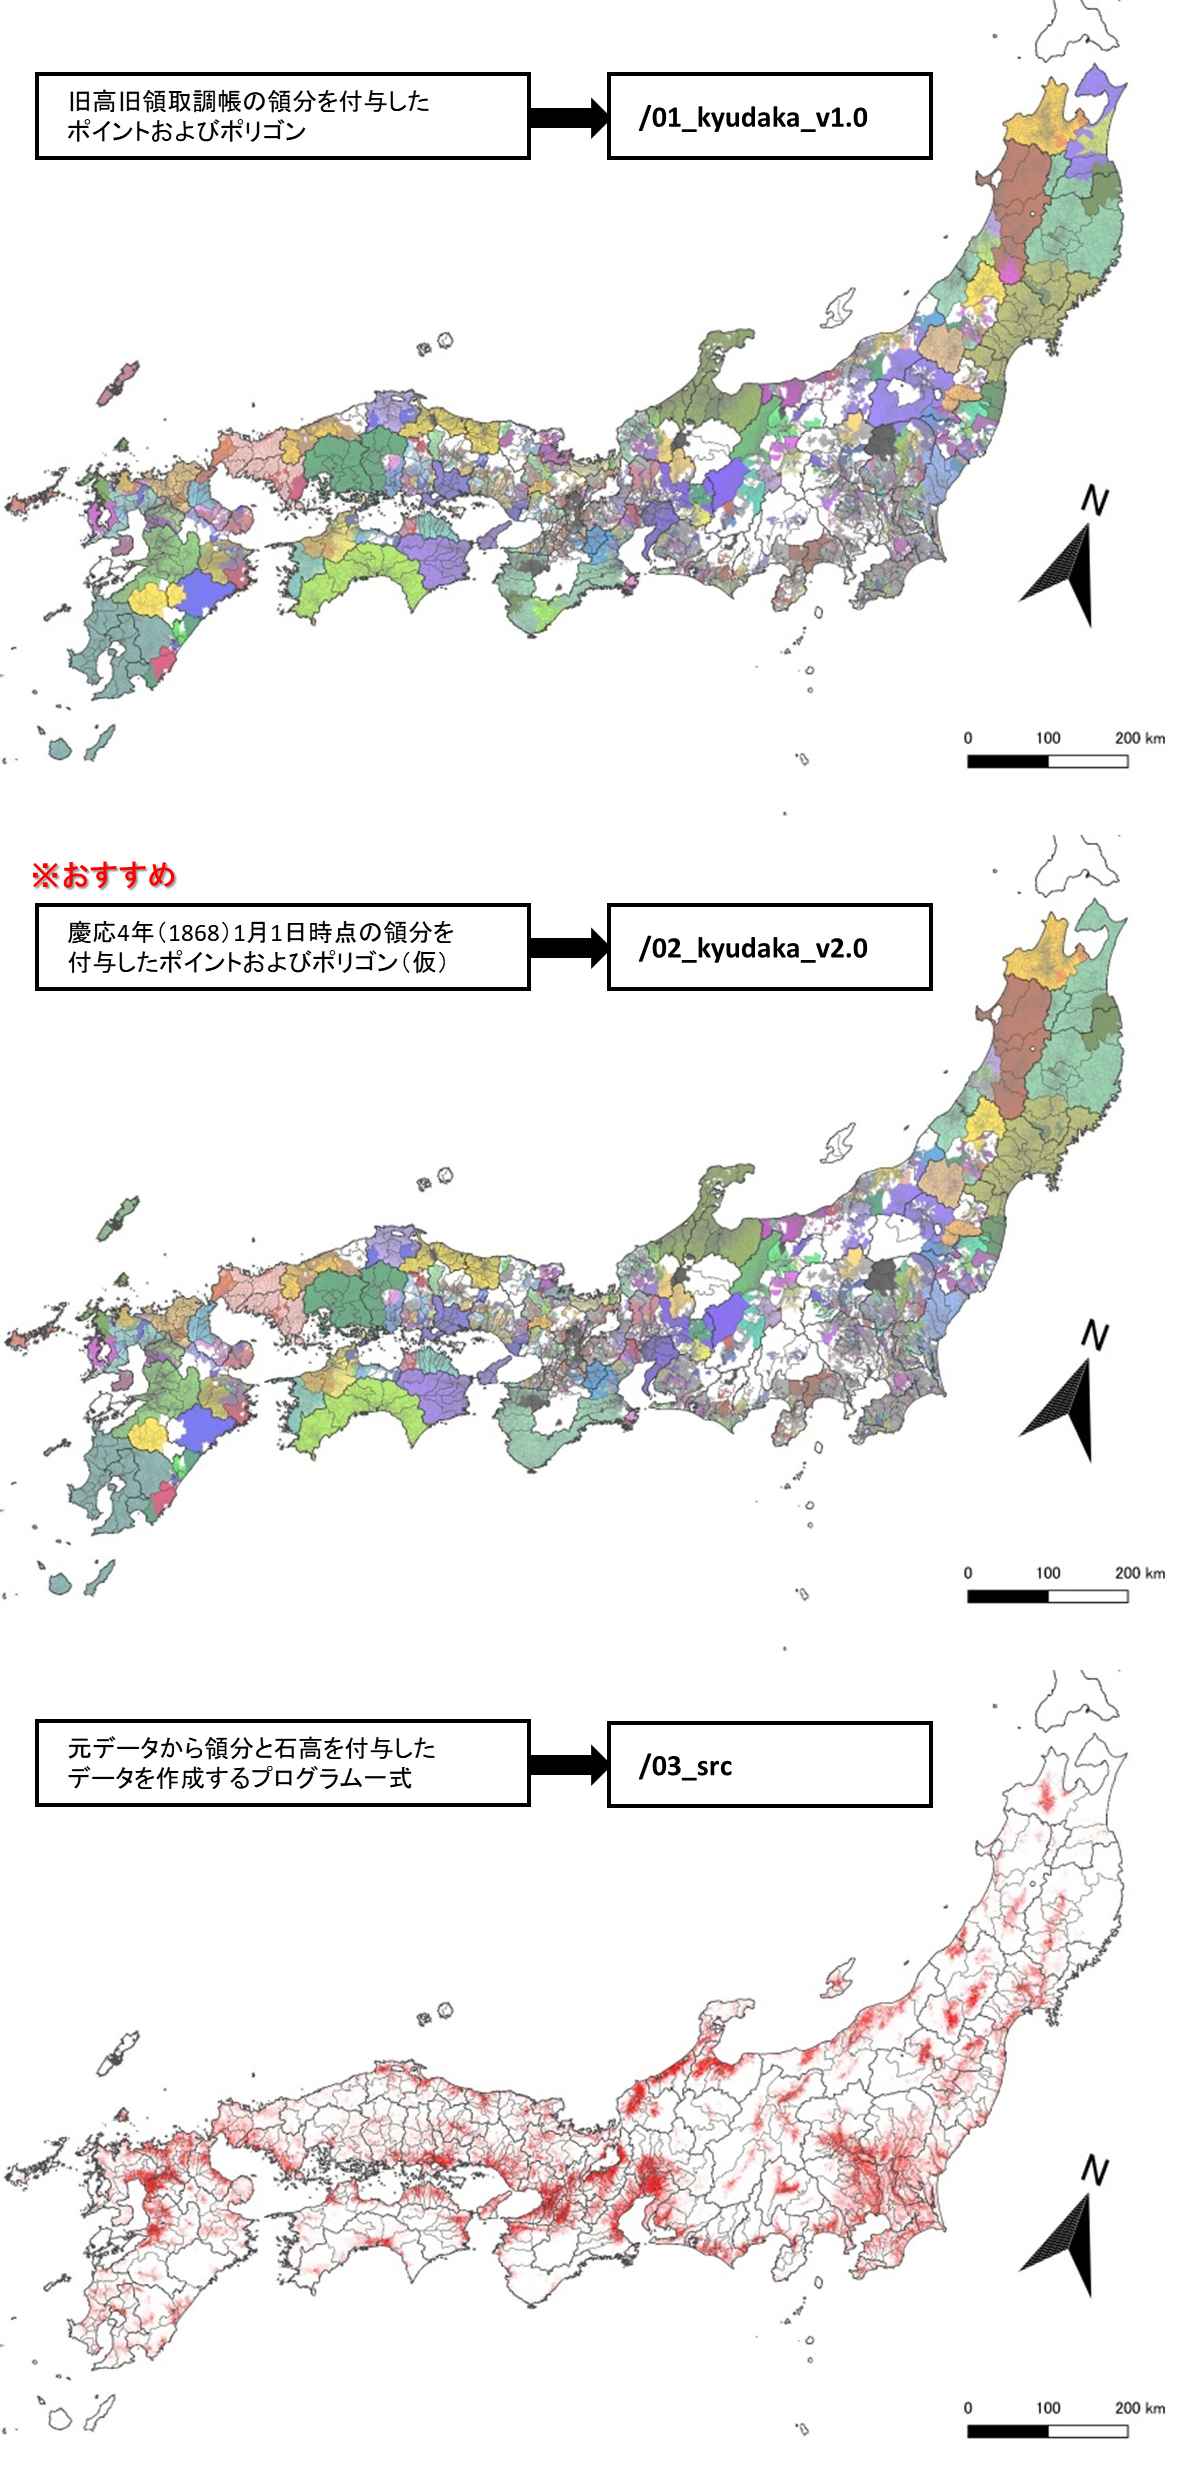 旧高旧領取調帳の領分を付与した
ポイントおよびポリゴン
/01_kyudaka_v1.0
N
0 100 200 km
※おすすめ
慶応4年（1868）1月1日時点の領分を
付与したポイントおよびポリゴン（仮）
/02_kyudaka_v2.0
N
0 100 200 km
元データから領分と石高を付与した
データを作成するプログラム一式
/03_src
N
0 100 200 km